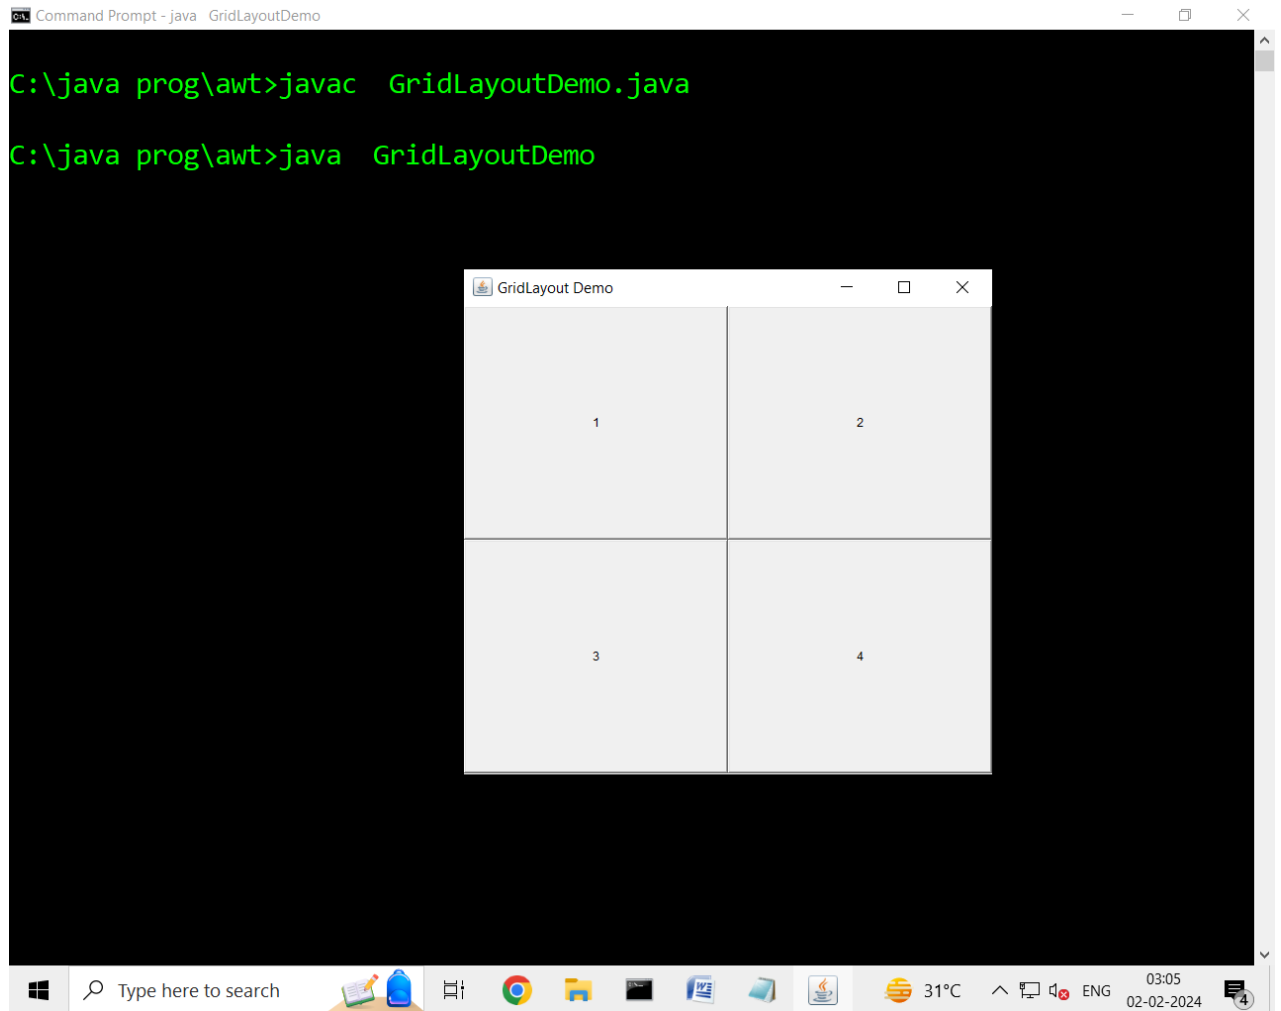 Command Prompt - java  GridLayoutDemo
C:\java prog\awt>javac  GridLayoutDemo.java
C:\java prog\awt>java  GridLayoutDemo
GridLayout Demo
1
2
3
4
Type here to search
31°C
ENG
03:05
02-02-2024
4